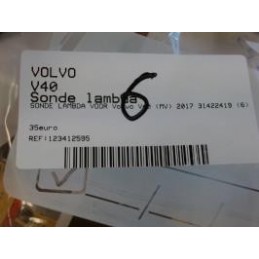 VOLVO
V40
Sonde lambda
6
SONDE LAMBDA VOOR Volvo V40 (MV) 2017 31422419 (6)
35euro
REF:123412595